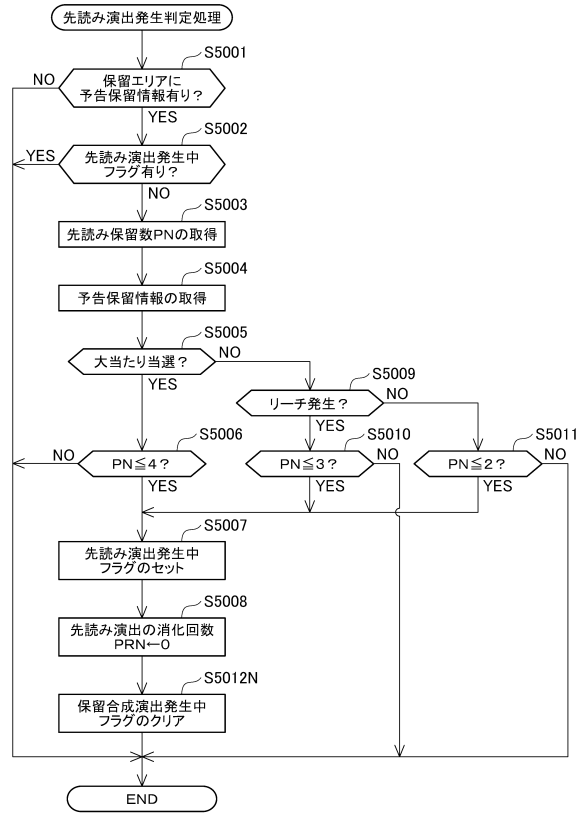 先読み演出発生判定処理
S5001
保留エリアに
予告保留情報有り？
NO
YES
S5002
先読み演出発生中
フラグ有り？
YES
NO
S5003
先読み保留数PNの取得
S5004
予告保留情報の取得
S5005
大当たり当選？
NO
YES
S5009
リーチ発生？
NO
YES
S5006
PN≦4？
NO
YES
S5010
PN≦3？
NO
YES
S5011
PN≦2？
NO
YES
S5007
先読み演出発生中
フラグのセット
S5008
先読み演出の消化回数
PRN←0
S5012N
保留合成演出発生中
フラグのクリア
END